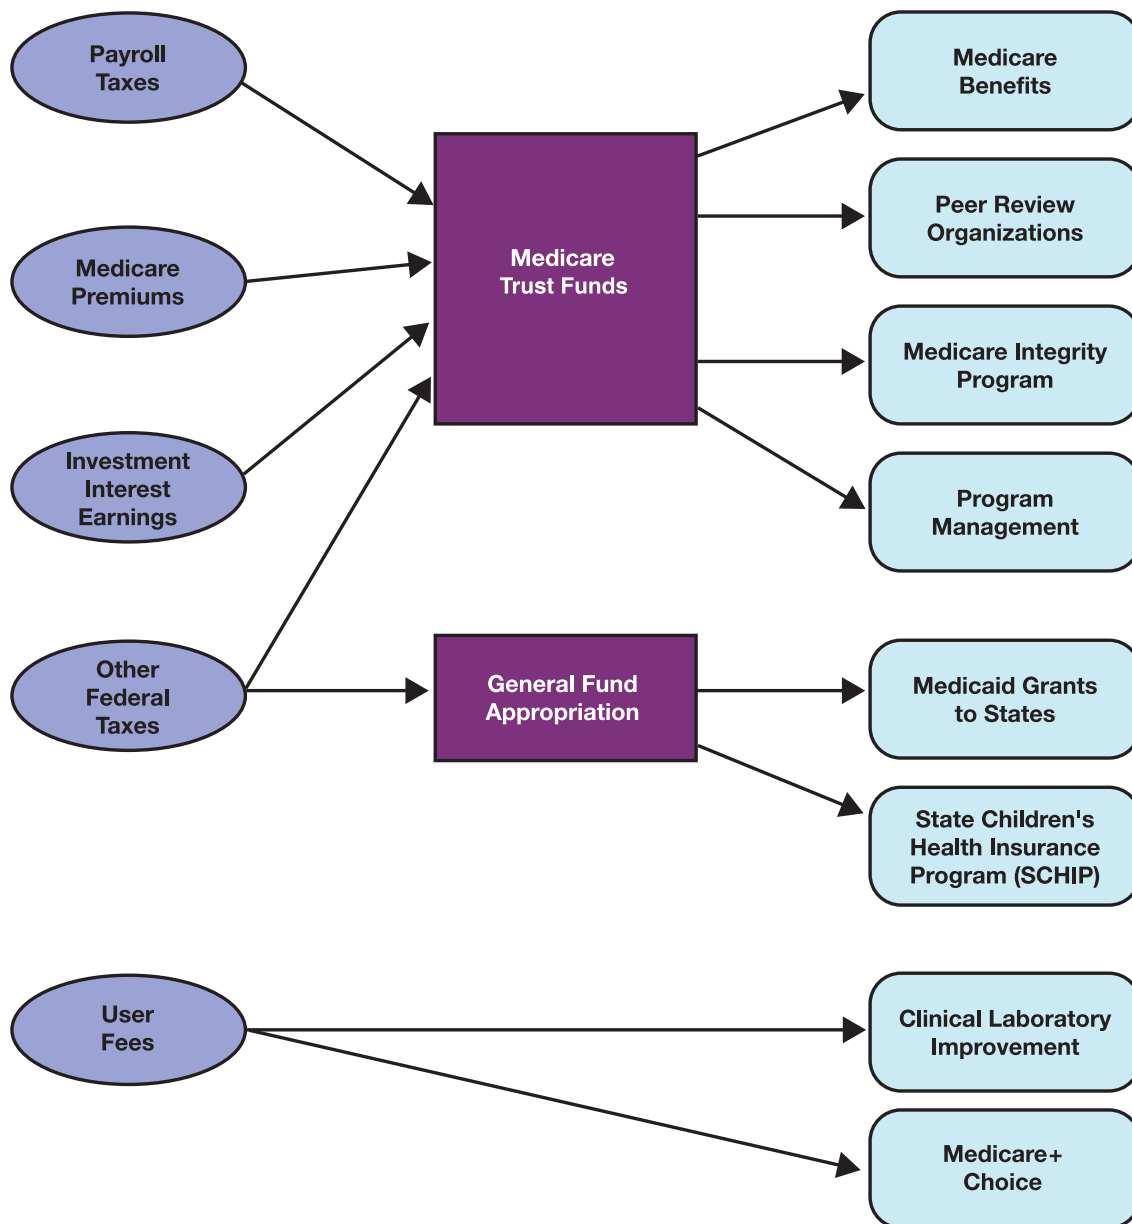 Payroll
Taxes
Medicare
Premiums
Investment
Interest
Earnings
Other
Federal
Taxes
User
Fees
Medicare
Trust Funds
General Fund
Appropriation
Medicare
Benefits
Peer Review
Organizations
Medicare Integrity
Program
Program
Management
Medicaid Grants
to States
State Children's
Health Insurance
Program (SCHIP)
Clinical Laboratory
Improvement
Medicare+
Choice